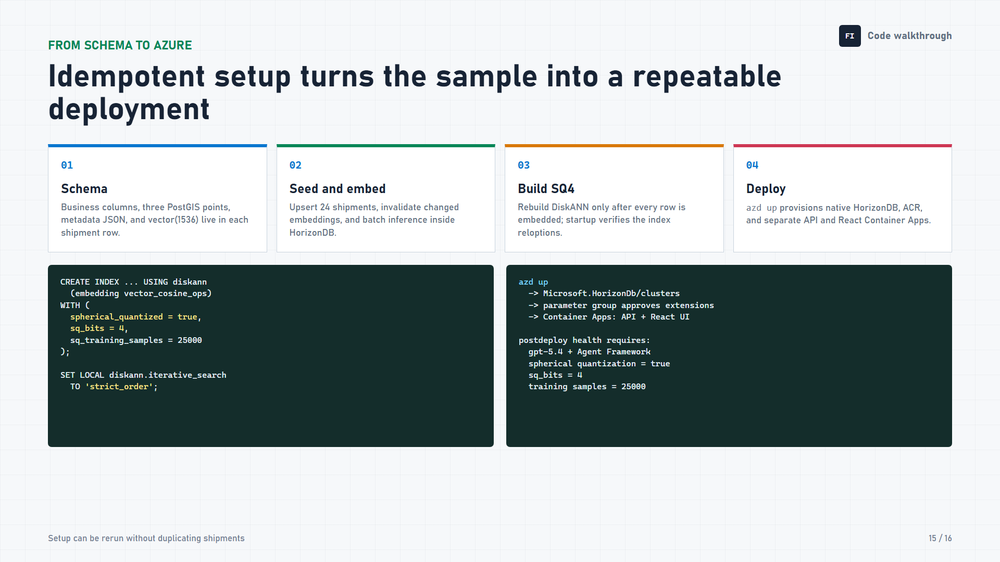 FROM SCHEMA TO AZURE
FI Code walkthrough
Idempotent setup turns the sample into a repeatable
deployment
01
Schema
Business columns, three PostGIS points,
metadata JSON, and vector(1536) live in each
shipment row.
02
Seed and embed
Upsert 24 shipments, invalidate changed
embeddings, and batch inference inside
HorizonDB.
03
Build SQ4
Rebuild DiskANN only after every row is
embedded; startup verifies the index
reloptions.
04
Deploy
azd up provisions native HorizonDB, ACR,
and separate API and React Container Apps.
CREATE INDEX ... USING diskann
  (embedding vector_cosine_ops)
WITH (
  spherical_quantized = true,
  sq_bits = 4,
  sq_training_samples = 25000
);
SET LOCAL diskann.iterative_search
  TO 'strict_order';
azd up
  -> Microsoft.HorizonDb/clusters
  -> parameter group approves extensions
  -> Container Apps: API + React UI
postdeploy health requires:
  gpt-5.4 + Agent Framework
  spherical quantization = true
  sq_bits = 4
  training samples = 25000
Setup can be rerun without duplicating shipments
15 / 16